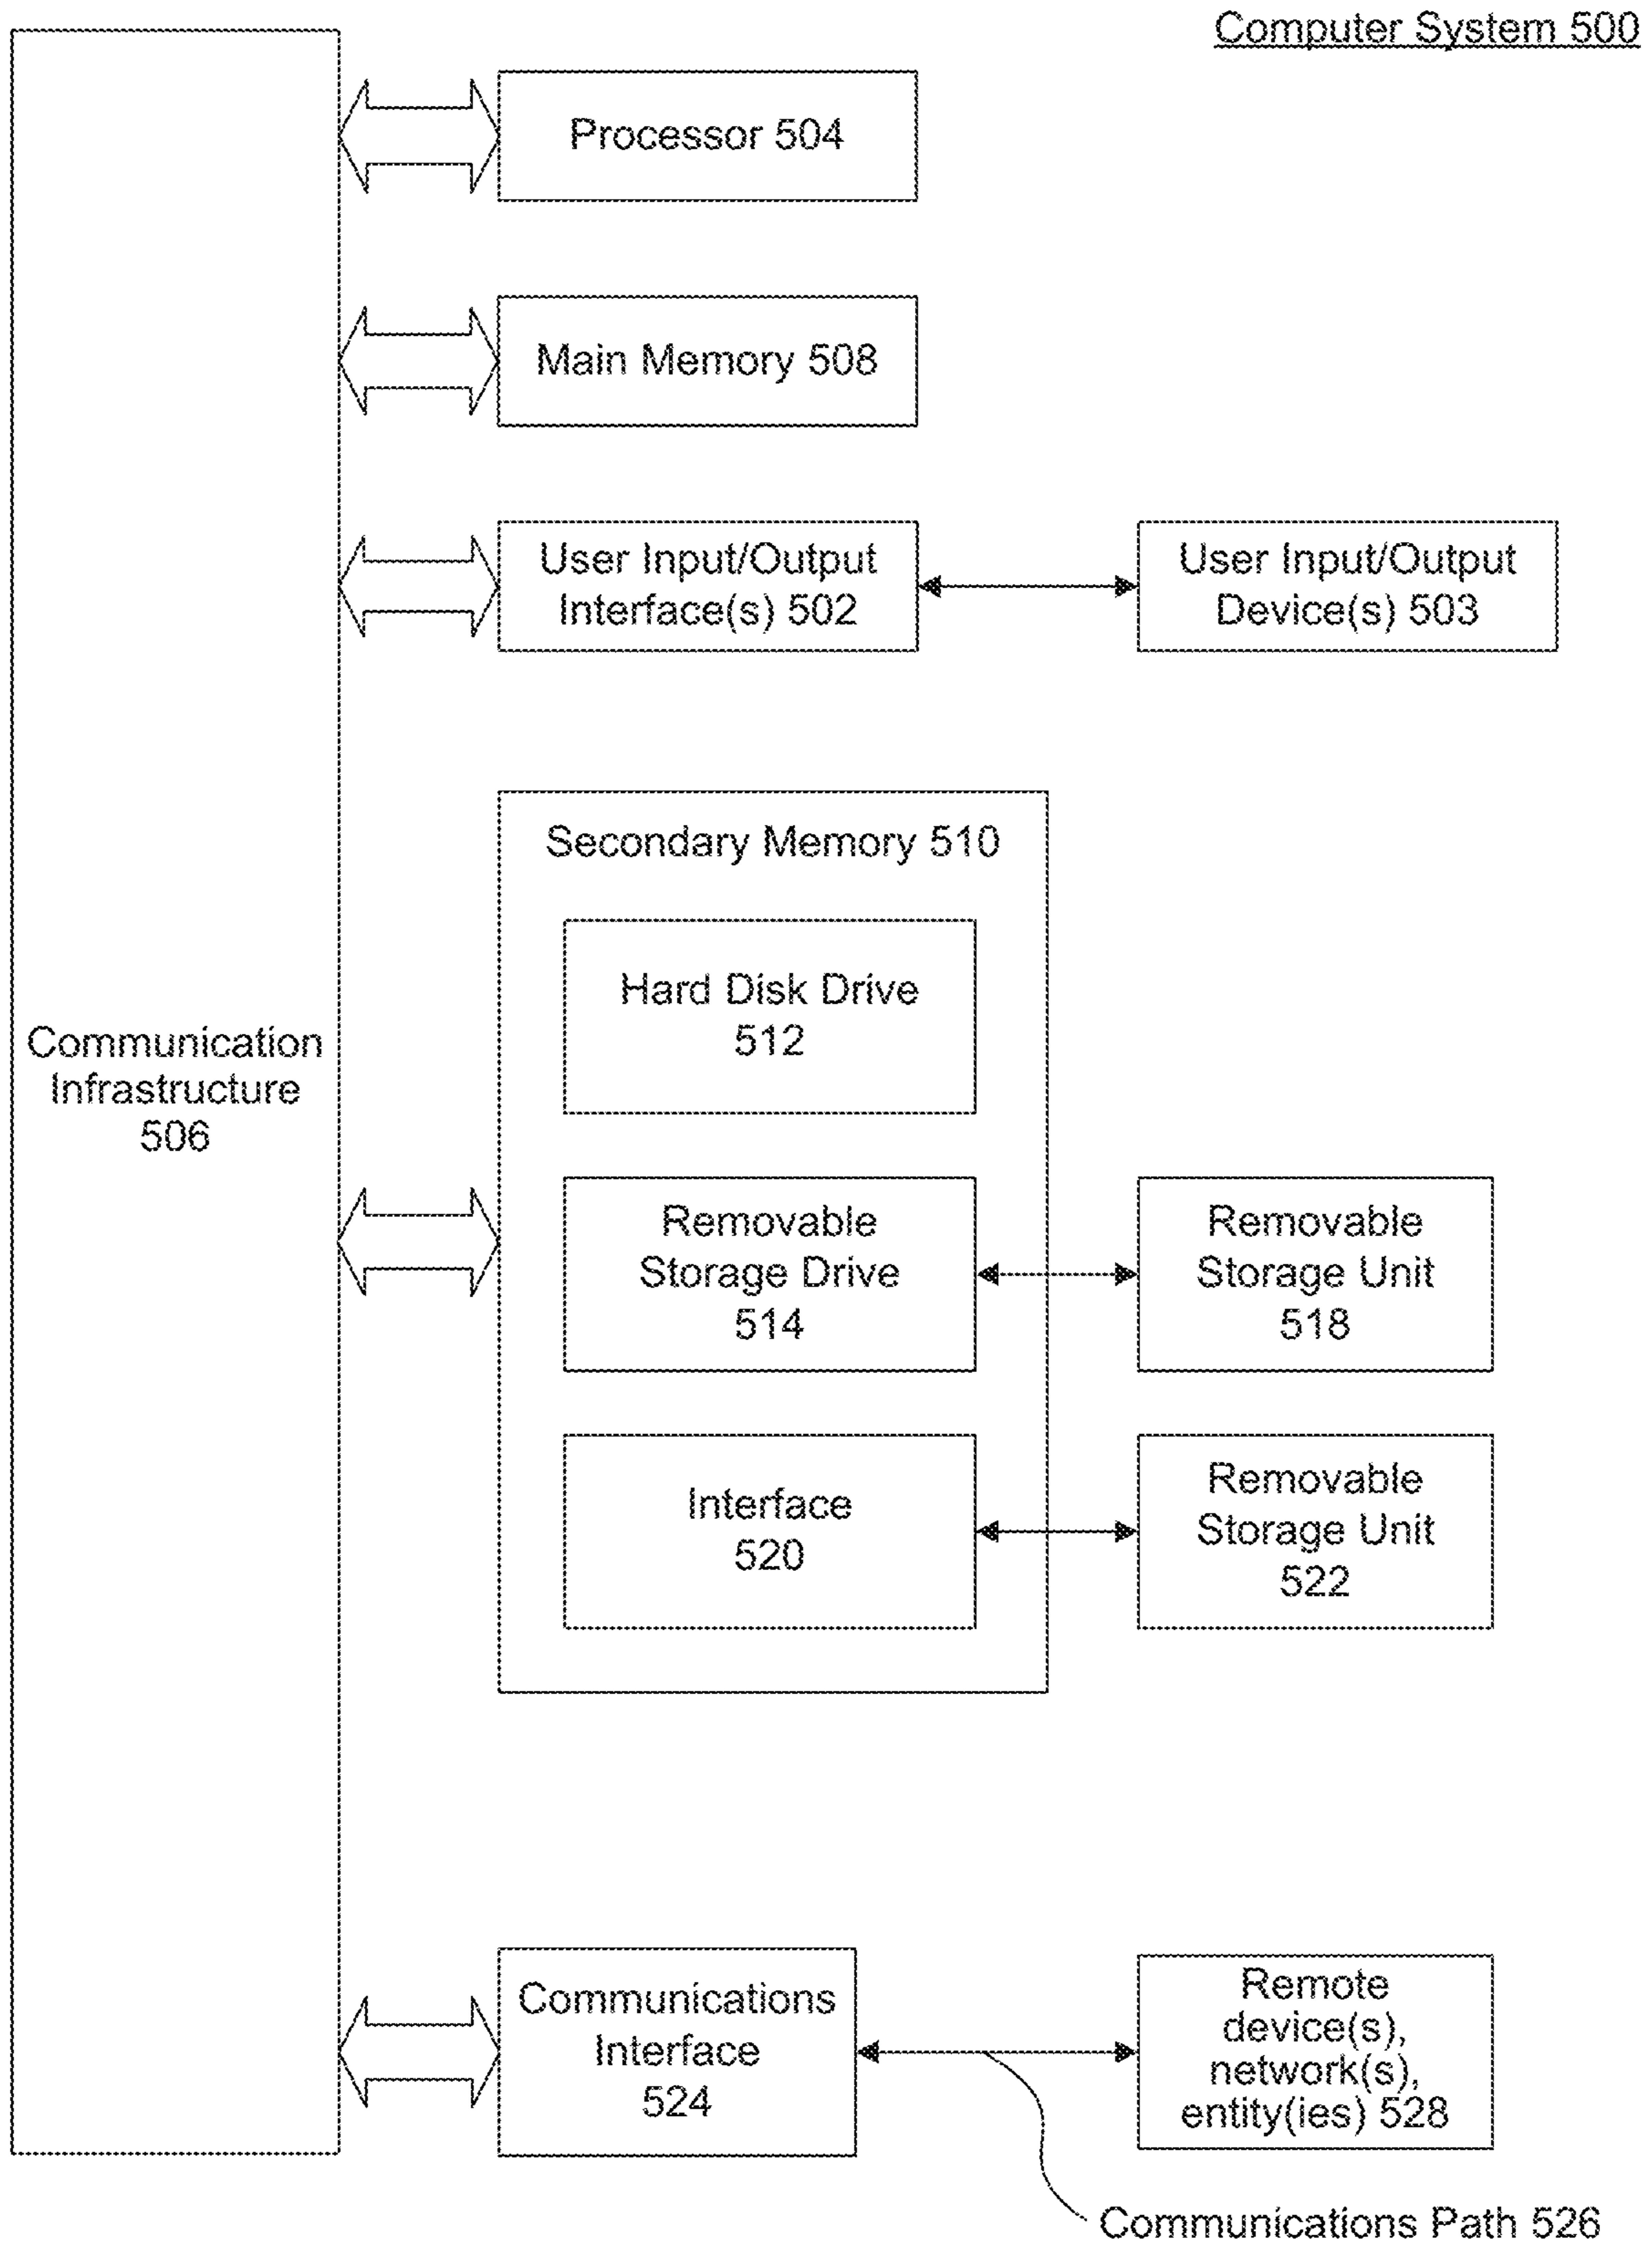 Computer System 500
Processor 504
Main Memory 508
User Input/Output
Interface(s) 502
User Input/Output
Device(s) 503
Secondary Memory 510
Hard Disk Drive
512
Communication
Infrastructure
506
Removable
Storage Drive
514
Removable
Storage Unit
518
Interface
520
Removable
Storage Unit
522
Communications
Interface
524
Remote
device(s),
network(s),
entity(ies) 528
Communications Path 526